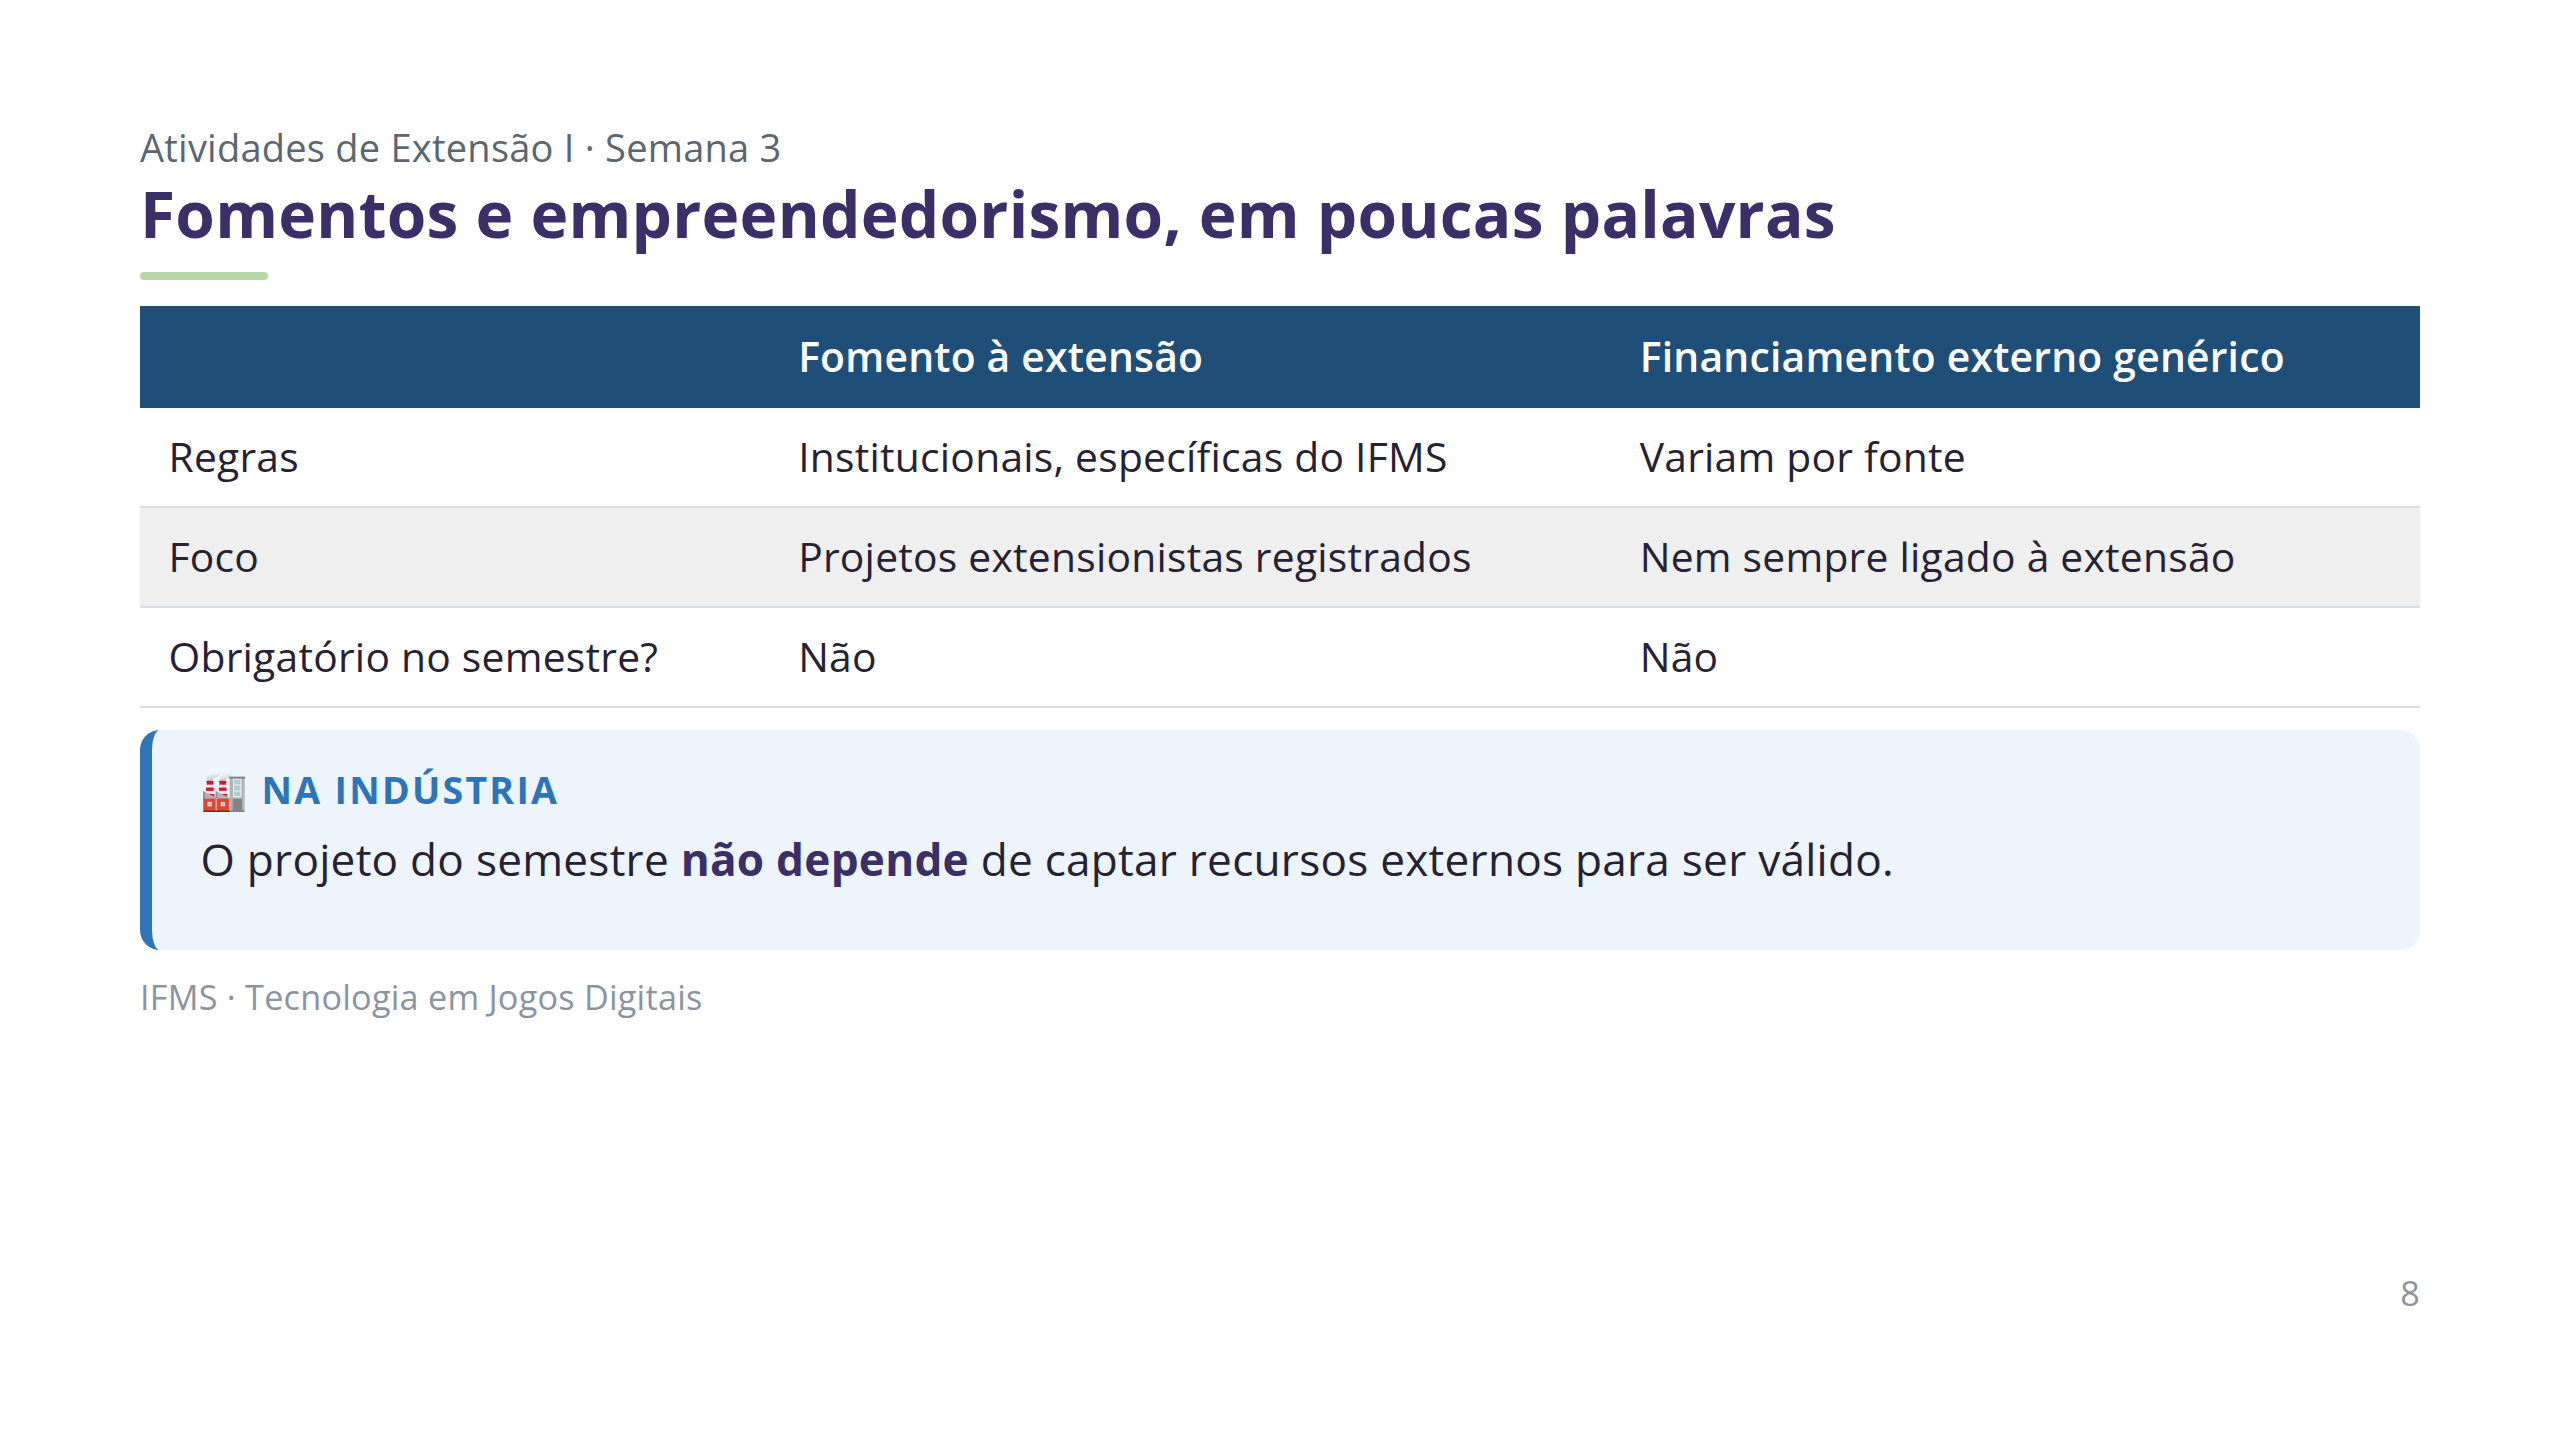 Atividades de Extensão I · Semana 3
Fomentos e empreendedorismo, em poucas palavras
Fomento à extensão Financiamento externo genérico
Regras Institucionais, específicas do IFMS Variam por fonte
Foco Projetos extensionistas registrados Nem sempre ligado à extensão
Obrigatório no semestre? Não Não
🏭 NA INDÚSTRIA
O projeto do semestre não depende de captar recursos externos para ser válido.
IFMS · Tecnologia em Jogos Digitais
8